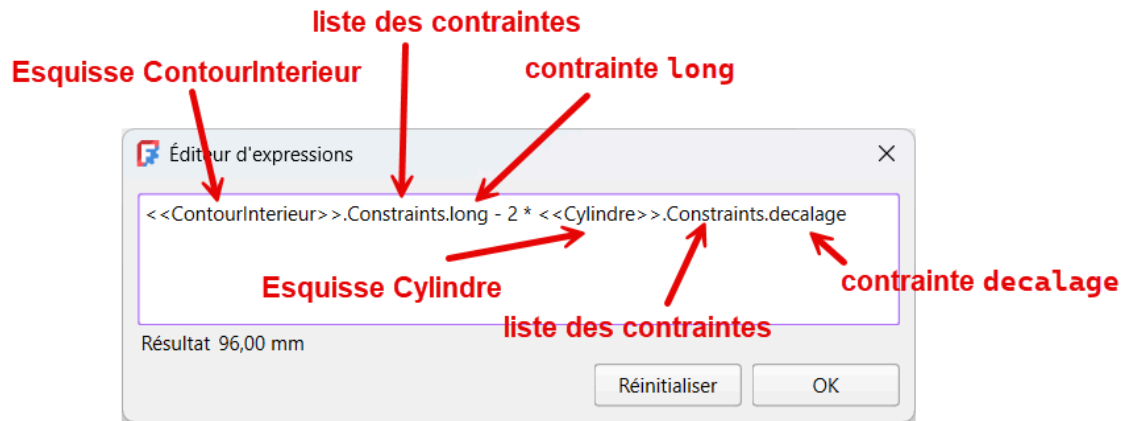 liste des contraintes
Esquisse ContourInterieur
contrainte long
Éditeur d'expressions
<<ContourInterieur>>.Constraints.long - 2 * <<Cylindre>>.Constraints.decalage
Esquisse Cylindre
contrainte decalage
liste des contraintes
Résultat 96,00 mm
Réinitialiser
OK